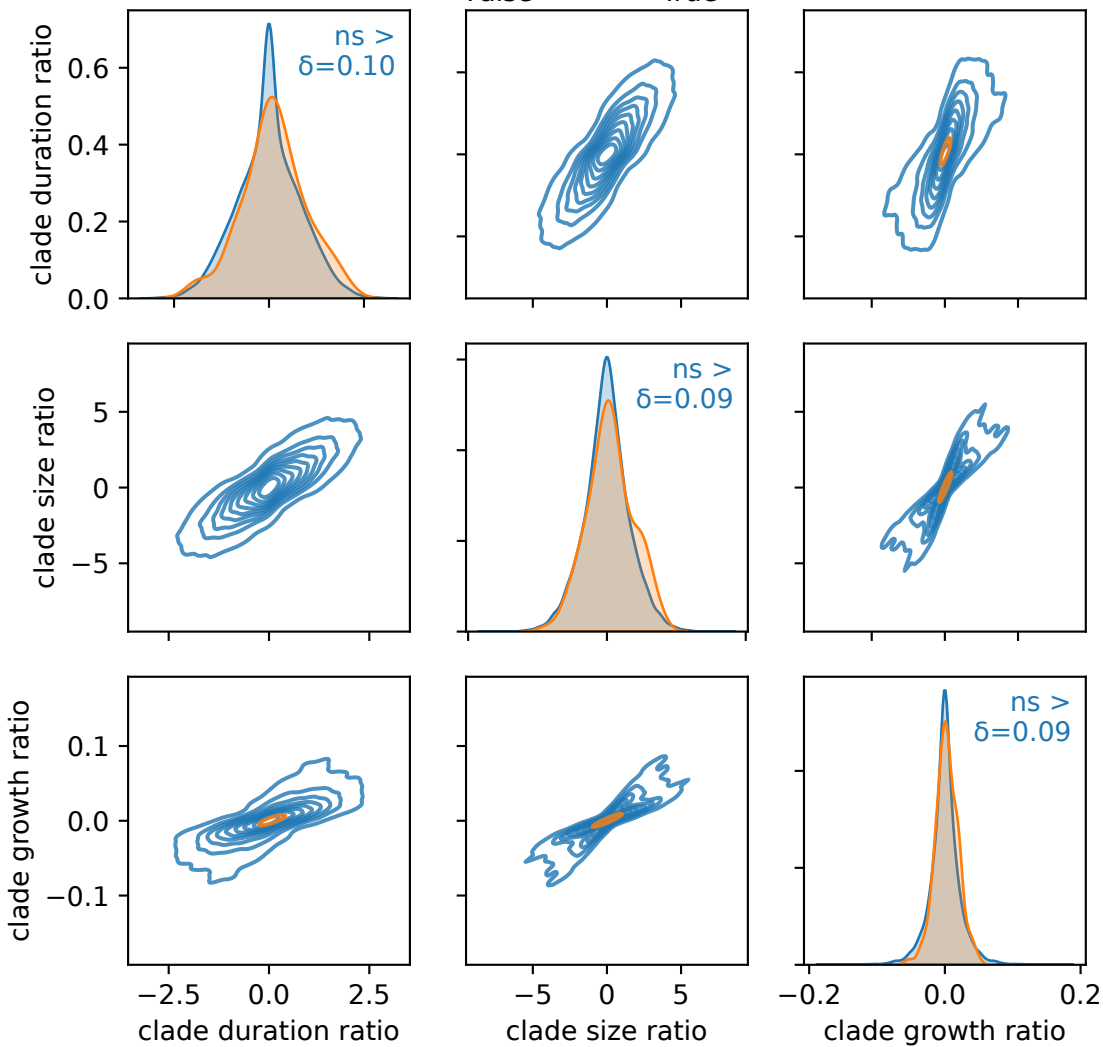 clade duration ratio
0.6
0.4
0.2
0.0
ns >
δ=0.10
clade size ratio
5
0
−5
ns >
δ=0.09
clade growth ratio
0.1
0.0
−0.1
ns >
δ=0.09
−2.5 0.0 2.5
−5 0 5
−0.2 0.0 0.2
clade duration ratio
clade size ratio
clade growth ratio